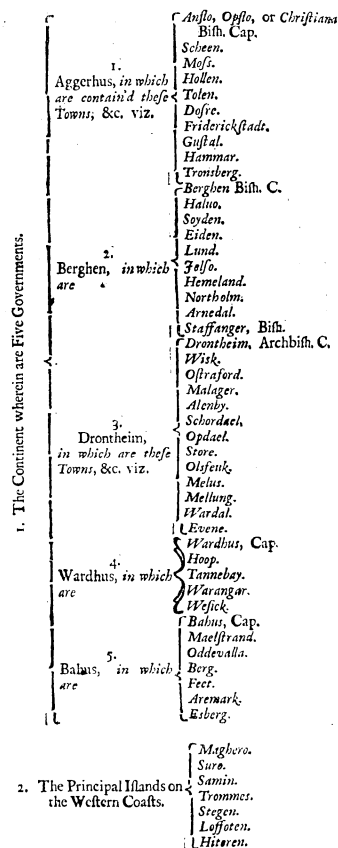 1. The Continent wherein are Five Governments.
1.
Aggerhus, in which
are contain'd theſe
Towns, &c. viz.
Anſlo, Opſlo, or Chriſtiana
Biſh. Cap.
Scheen.
Moſs.
Hollen.
Tolen.
Dofre.
Friderickſtadt.
Guſtal.
Hammar.
Tronsberg.
2.
Berghen, in which
are
Berghen Biſh. C.
Haluo.
Soyden.
Eiden.
Lund.
Jelſo.
Hemeland.
Northolm.
Arnedal.
Staffanger, Biſh.
3.
Drontheim,
in which are theſe
Towns, &c. viz.
Drontheim, Archbiſh. C.
Wisk.
Oſtraford.
Malager.
Alenby.
Schordael.
Opdael.
Store.
Olsfeuk.
Melus.
Mellung.
Wardal.
Evene.
4.
Wardhus, in which
are
Wardhus, Cap.
Hoop.
Tannebay.
Warangar.
Weſick.
5.
Bahus, in which
are
Bahus, Cap.
Maelſtrand.
Oddevalla.
Berg.
Feet.
Aremark.
Esberg.
2. The Principal Iſlands on
the Weſtern Coaſts.
Maghero.
Suro.
Samin.
Trommes.
Stegen.
Loffoten.
Hiteren.